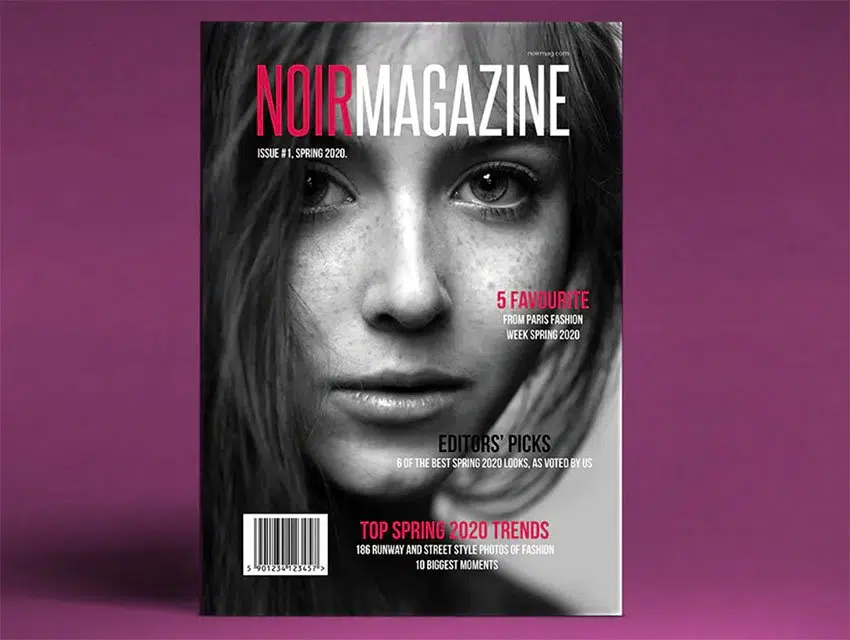 noirmag.com
NOIRMAGAZINE
ISSUE #1, SPRING 2020.
5 FAVOURITE
FROM PARIS FASHION
WEEK SPRING 2020
EDITORS' PICKS
6 OF THE BEST SPRING 2020 LOOKS, AS VOTED BY US
TOP SPRING 2020 TRENDS
186 RUNWAY AND STREET STYLE PHOTOS OF FASHION
10 BIGGEST MOMENTS
5 901234 123457 >